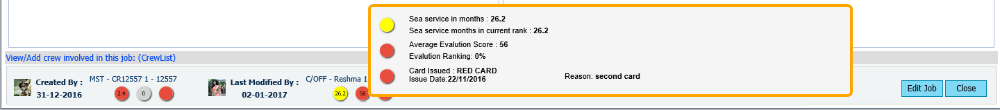 Sea service in months : 26.2
Sea service months in current rank : 26.2
Average Evalution Score : 56
Evalution Ranking: 0%
Card Issued : RED CARD
Issue Date:22/11/2016
Reason: second card
View/Add crew involved in this job: (CrewList)
Created By :
31-12-2016
MST - CR12557 1 - 12557
2.4
0
Last Modified By :
02-01-2017
C/OFF - Reshma 1
26.2
56
Edit Job
Close